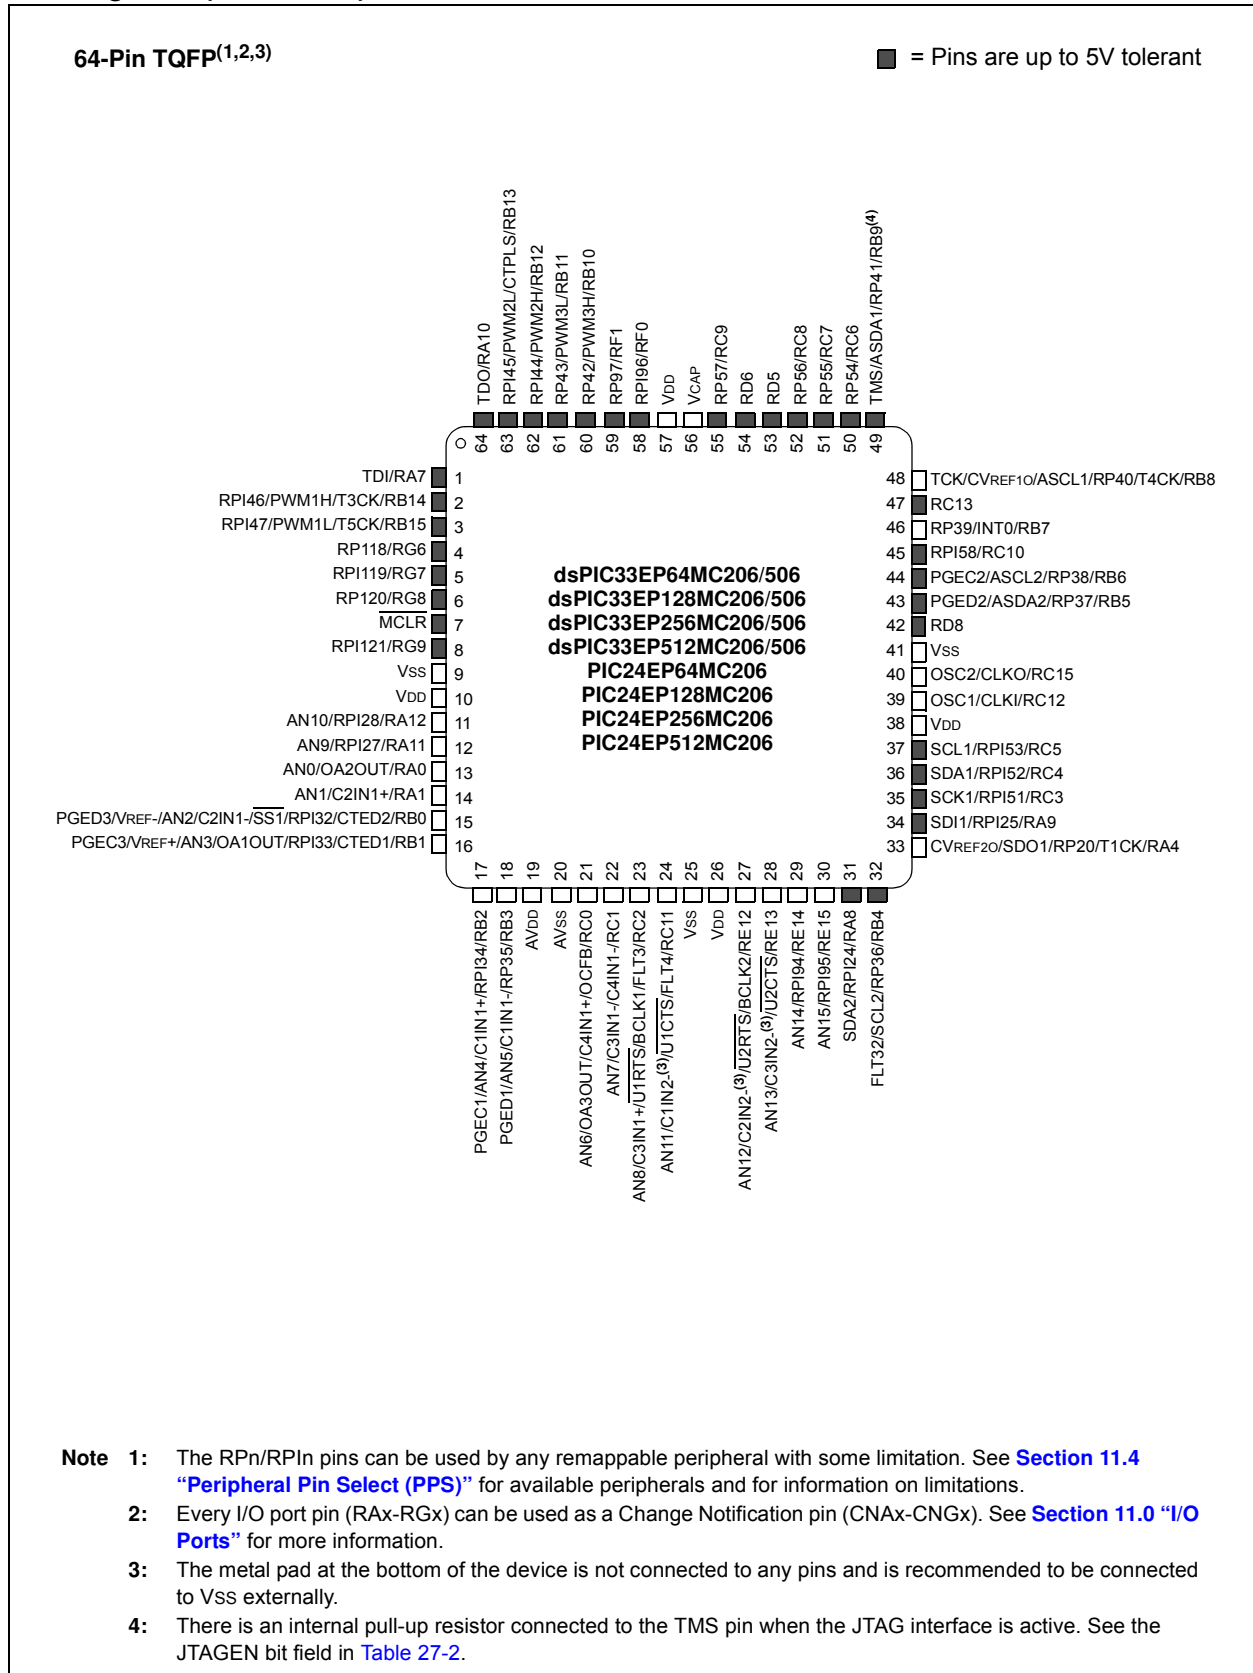 64-Pin TQFP(1,2,3)
= Pins are up to 5V tolerant
TDO/RA10
RPI45/PWM2L/CTPLS/RB13
RPI44/PWM2H/RB12
RP43/PWM3L/RB11
RP42/PWM3H/RB10
RP97/RF1
RPI96/RF0
VDD
VCAP
RP57/RC9
RD6
RD5
RP56/RC8
RP55/RC7
RP54/RC6
TMS/ASDA1/RP41/RB9(4)
64 63 62 61 60 59 58 57 56 55 54 53 52 51 50 49
TDI/RA7 1
RPI46/PWM1H/T3CK/RB14 2
RPI47/PWM1L/T5CK/RB15 3
RP118/RG6 4
RPI119/RG7 5
RP120/RG8 6
MCLR 7
RPI121/RG9 8
VSS 9
VDD 10
AN10/RPI28/RA12 11
AN9/RPI27/RA11 12
AN0/OA2OUT/RA0 13
AN1/C2IN1+/RA1 14
PGED3/VREF-/AN2/C2IN1-/SS1/RPI32/CTED2/RB0 15
PGEC3/VREF+/AN3/OA1OUT/RPI33/CTED1/RB1 16
dsPIC33EP64MC206/506
dsPIC33EP128MC206/506
dsPIC33EP256MC206/506
dsPIC33EP512MC206/506
PIC24EP64MC206
PIC24EP128MC206
PIC24EP256MC206
PIC24EP512MC206
48 TCK/CVREF1O/ASCL1/RP40/T4CK/RB8
47 RC13
46 RP39/INT0/RB7
45 RPI58/RC10
44 PGEC2/ASCL2/RP38/RB6
43 PGED2/ASDA2/RP37/RB5
42 RD8
41 VSS
40 OSC2/CLKO/RC15
39 OSC1/CLKI/RC12
38 VDD
37 SCL1/RPI53/RC5
36 SDA1/RPI52/RC4
35 SCK1/RPI51/RC3
34 SDI1/RPI25/RA9
33 CVREF2O/SDO1/RP20/T1CK/RA4
17 18 19 20 21 22 23 24 25 26 27 28 29 30 31 32
PGEC1/AN4/C1IN1+/RPI34/RB2
PGED1/AN5/C1IN1-/RP35/RB3
AVDD
AVSS
AN6/OA3OUT/C4IN1+/OCFB/RC0
AN7/C3IN1-/C4IN1-/RC1
AN8/C3IN1+/U1RTS/BCLK1/FLT3/RC2
AN11/C1IN2-(3)/U1CTS/FLT4/RC11
VSS
VDD
AN12/C2IN2-(3)/U2RTS/BCLK2/RE12
AN13/C3IN2-(3)/U2CTS/RE13
AN14/RPI94/RE14
AN15/RPI95/RE15
SDA2/RPI24/RA8
FLT32/SCL2/RP36/RB4
Note 1: The RPn/RPIn pins can be used by any remappable peripheral with some limitation. See Section 11.4
“Peripheral Pin Select (PPS)” for available peripherals and for information on limitations.
2: Every I/O port pin (RAx-RGx) can be used as a Change Notification pin (CNAx-CNGx). See Section 11.0 “I/O
Ports” for more information.
3: The metal pad at the bottom of the device is not connected to any pins and is recommended to be connected
to VSS externally.
4: There is an internal pull-up resistor connected to the TMS pin when the JTAG interface is active. See the
JTAGEN bit field in Table 27-2.